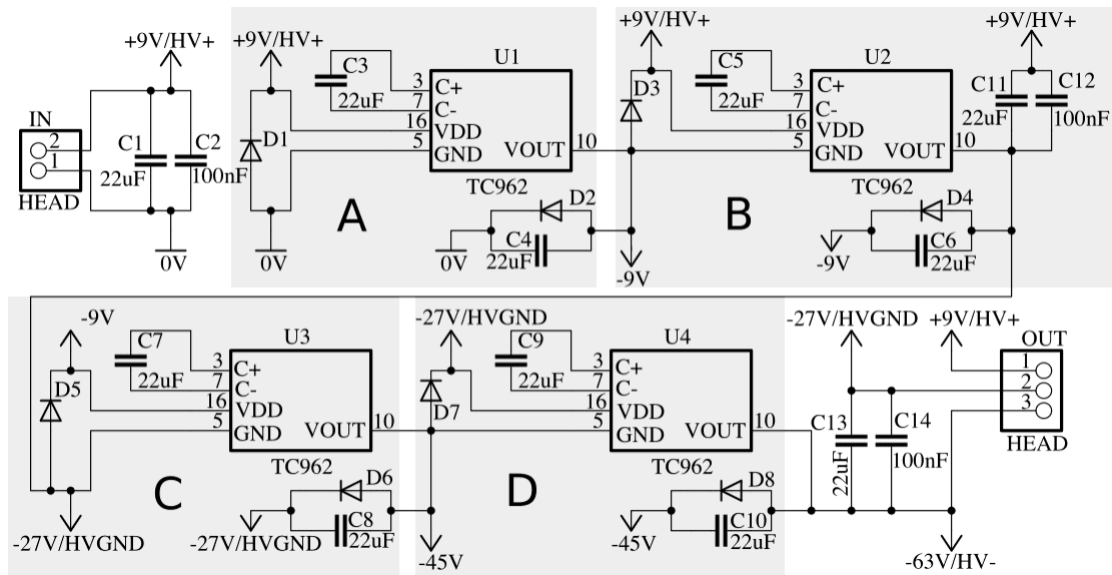 +9V/HV+
IN
2
1
HEAD
C1
22uF
C2
100nF
0V
+9V/HV+
D1
0V
A
C3
22uF
U1
3 C+
7 C-
16 VDD
5 GND
VOUT 10
TC962
D2
C4
22uF
0V
-9V
+9V/HV+
D3
B
C5
22uF
U2
3 C+
7 C-
16 VDD
5 GND
VOUT 10
TC962
D4
C6
22uF
-9V
+9V/HV+
C11
22uF
C12
100nF
-9V
D5
-27V/HVGND
C
C7
22uF
U3
3 C+
7 C-
16 VDD
5 GND
VOUT 10
TC962
D6
C8
22uF
-27V/HVGND
-45V
-27V/HVGND
D7
D
C9
22uF
U4
3 C+
7 C-
16 VDD
5 GND
VOUT 10
TC962
D8
C10
22uF
-45V
-27V/HVGND
C13
22uF
C14
100nF
+9V/HV+
OUT
1
2
3
HEAD
-63V/HV-